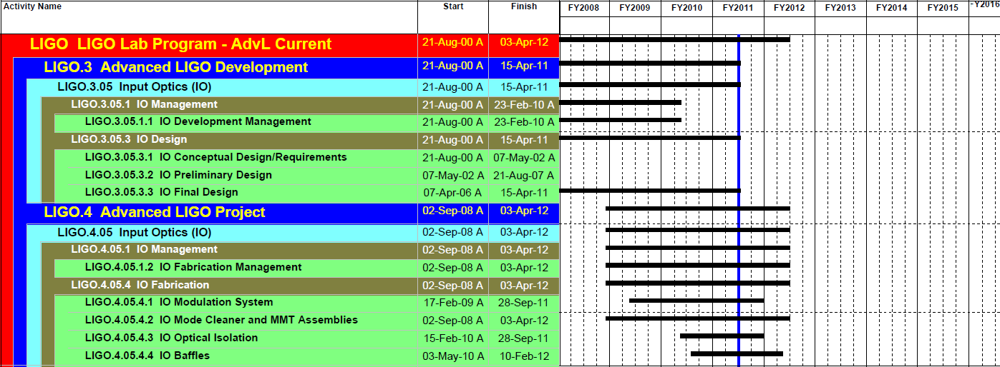 Activity Name Start Finish FY2008 FY2009 FY2010 FY2011 FY2012 FY2013 FY2014 FY2015 FY2016
LIGO LIGO Lab Program - AdvL Current 21-Aug-00 A 03-Apr-12
LIGO.3 Advanced LIGO Development 21-Aug-00 A 15-Apr-11
LIGO.3.05 Input Optics (IO) 21-Aug-00 A 15-Apr-11
LIGO.3.05.1 IO Management 21-Aug-00 A 23-Feb-10 A
LIGO.3.05.1.1 IO Development Management 21-Aug-00 A 23-Feb-10 A
LIGO.3.05.3 IO Design 21-Aug-00 A 15-Apr-11
LIGO.3.05.3.1 IO Conceptual Design/Requirements 21-Aug-00 A 07-May-02 A
LIGO.3.05.3.2 IO Preliminary Design 07-May-02 A 21-Aug-07 A
LIGO.3.05.3.3 IO Final Design 07-Apr-06 A 15-Apr-11
LIGO.4 Advanced LIGO Project 02-Sep-08 A 03-Apr-12
LIGO.4.05 Input Optics (IO) 02-Sep-08 A 03-Apr-12
LIGO.4.05.1 IO Management 02-Sep-08 A 03-Apr-12
LIGO.4.05.1.2 IO Fabrication Management 02-Sep-08 A 03-Apr-12
LIGO.4.05.4 IO Fabrication 02-Sep-08 A 03-Apr-12
LIGO.4.05.4.1 IO Modulation System 17-Feb-09 A 28-Sep-11
LIGO.4.05.4.2 IO Mode Cleaner and MMT Assemblies 02-Sep-08 A 03-Apr-12
LIGO.4.05.4.3 IO Optical Isolation 15-Feb-10 A 28-Sep-11
LIGO.4.05.4.4 IO Baffles 03-May-10 A 10-Feb-12